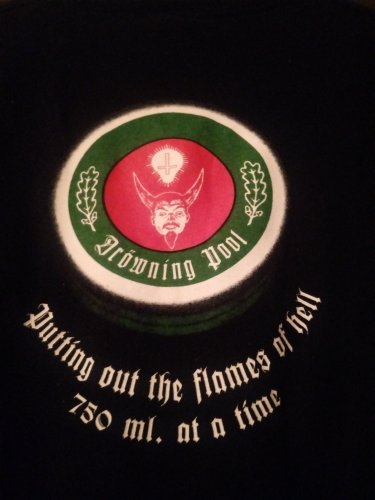 Drowning Pool
Putting out the flames of hell
750 ml. at a time